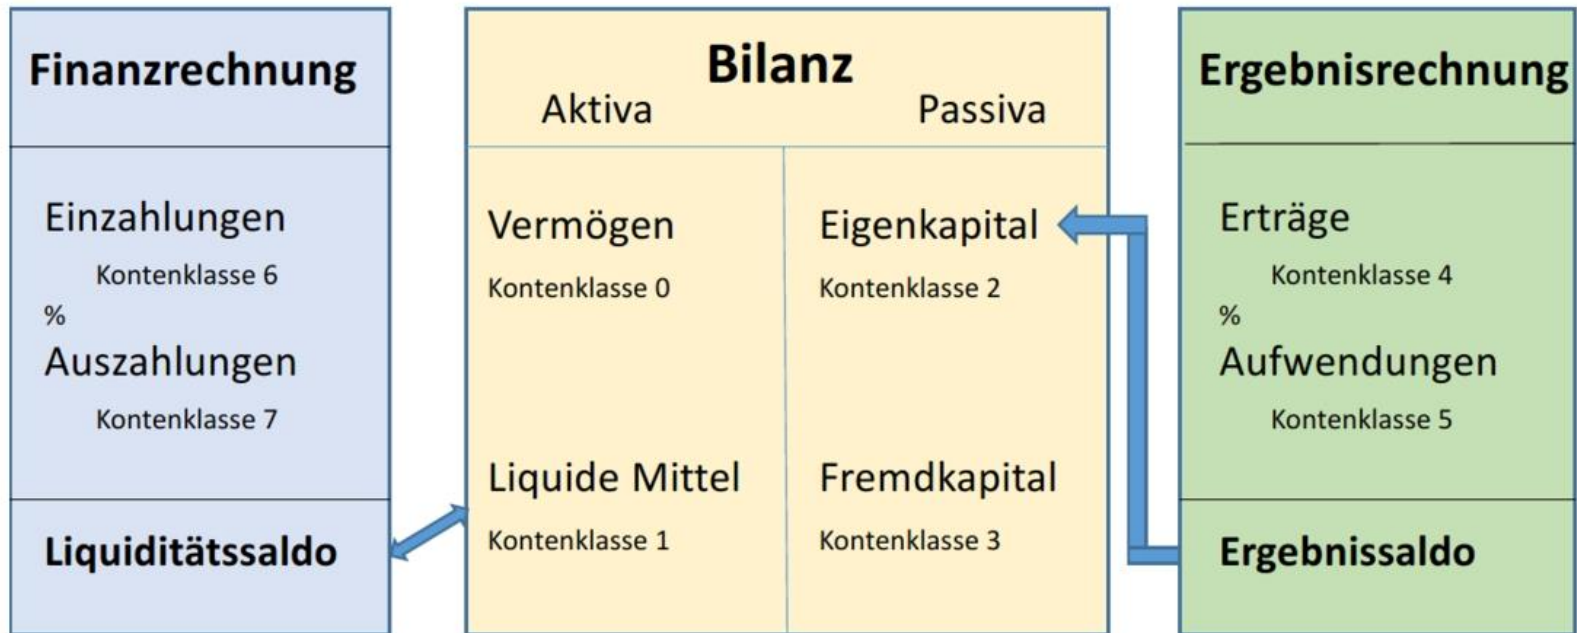 Finanzrechnung
Einzahlungen
Kontenklasse 6
%
Auszahlungen
Kontenklasse 7
Liquiditätssaldo
Bilanz
Aktiva
Passiva
Vermögen
Kontenklasse 0
Liquide Mittel
Kontenklasse 1
Eigenkapital
Kontenklasse 2
Fremdkapital
Kontenklasse 3
Ergebnisrechnung
Erträge
Kontenklasse 4
%
Aufwendungen
Kontenklasse 5
Ergebnissaldo